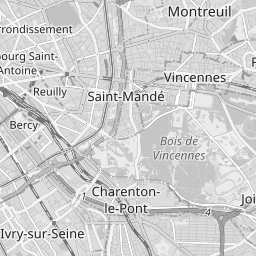 Montreuil
rrondissement
bourg Saint-
Antoine
Vincennes
F
Reuilly
Saint-Mandé
Bercy
Bois de
Vincennes
Charenton-
le-Pont
Joi
4
Ivry-sur-Seine